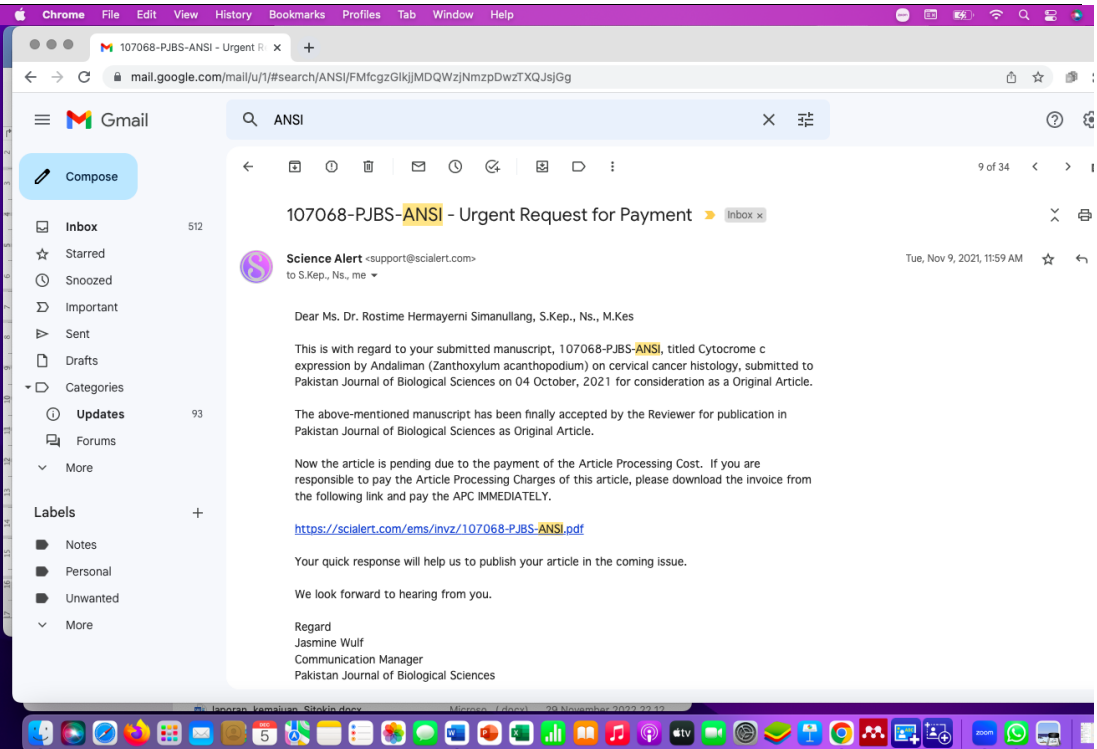 Chrome File Edit View History Bookmarks Profiles Tab Window Help
107068-PJBS-ANSI - Urgent R
mail.google.com/mail/u/1/#search/ANSI/FMfcgzGlkjjMDQWzjNmzpDwzTXQJsjGg
Gmail
ANSI
Compose
9 of 34
107068-PJBS-ANSI - Urgent Request for Payment Inbox x
Inbox 512
Starred
Snoozed
Important
Sent
Drafts
Categories
Updates 93
Forums
More
Labels +
Notes
Personal
Unwanted
More
Science Alert <support@scialert.com>
Tue, Nov 9, 2021, 11:59 AM
to S.Kep., Ns., me
Dear Ms. Dr. Rostime Hermayerni Simanullang, S.Kep., Ns., M.Kes
This is with regard to your submitted manuscript, 107068-PJBS-ANSI, titled Cytocrome c
expression by Andaliman (Zanthoxylum acanthopodium) on cervical cancer histology, submitted to
Pakistan Journal of Biological Sciences on 04 October, 2021 for consideration as a Original Article.
The above-mentioned manuscript has been finally accepted by the Reviewer for publication in
Pakistan Journal of Biological Sciences as Original Article.
Now the article is pending due to the payment of the Article Processing Cost. If you are
responsible to pay the Article Processing Charges of this article, please download the invoice from
the following link and pay the APC IMMEDIATELY.
https://scialert.com/ems/invz/107068-PJBS-ANSI.pdf
Your quick response will help us to publish your article in the coming issue.
We look forward to hearing from you.
Regard
Jasmine Wulf
Communication Manager
Pakistan Journal of Biological Sciences
laporan kemajuan Sitokin.docx Microso (.docx) 29 November 2022 22.12
DEC
5
tv
zoom